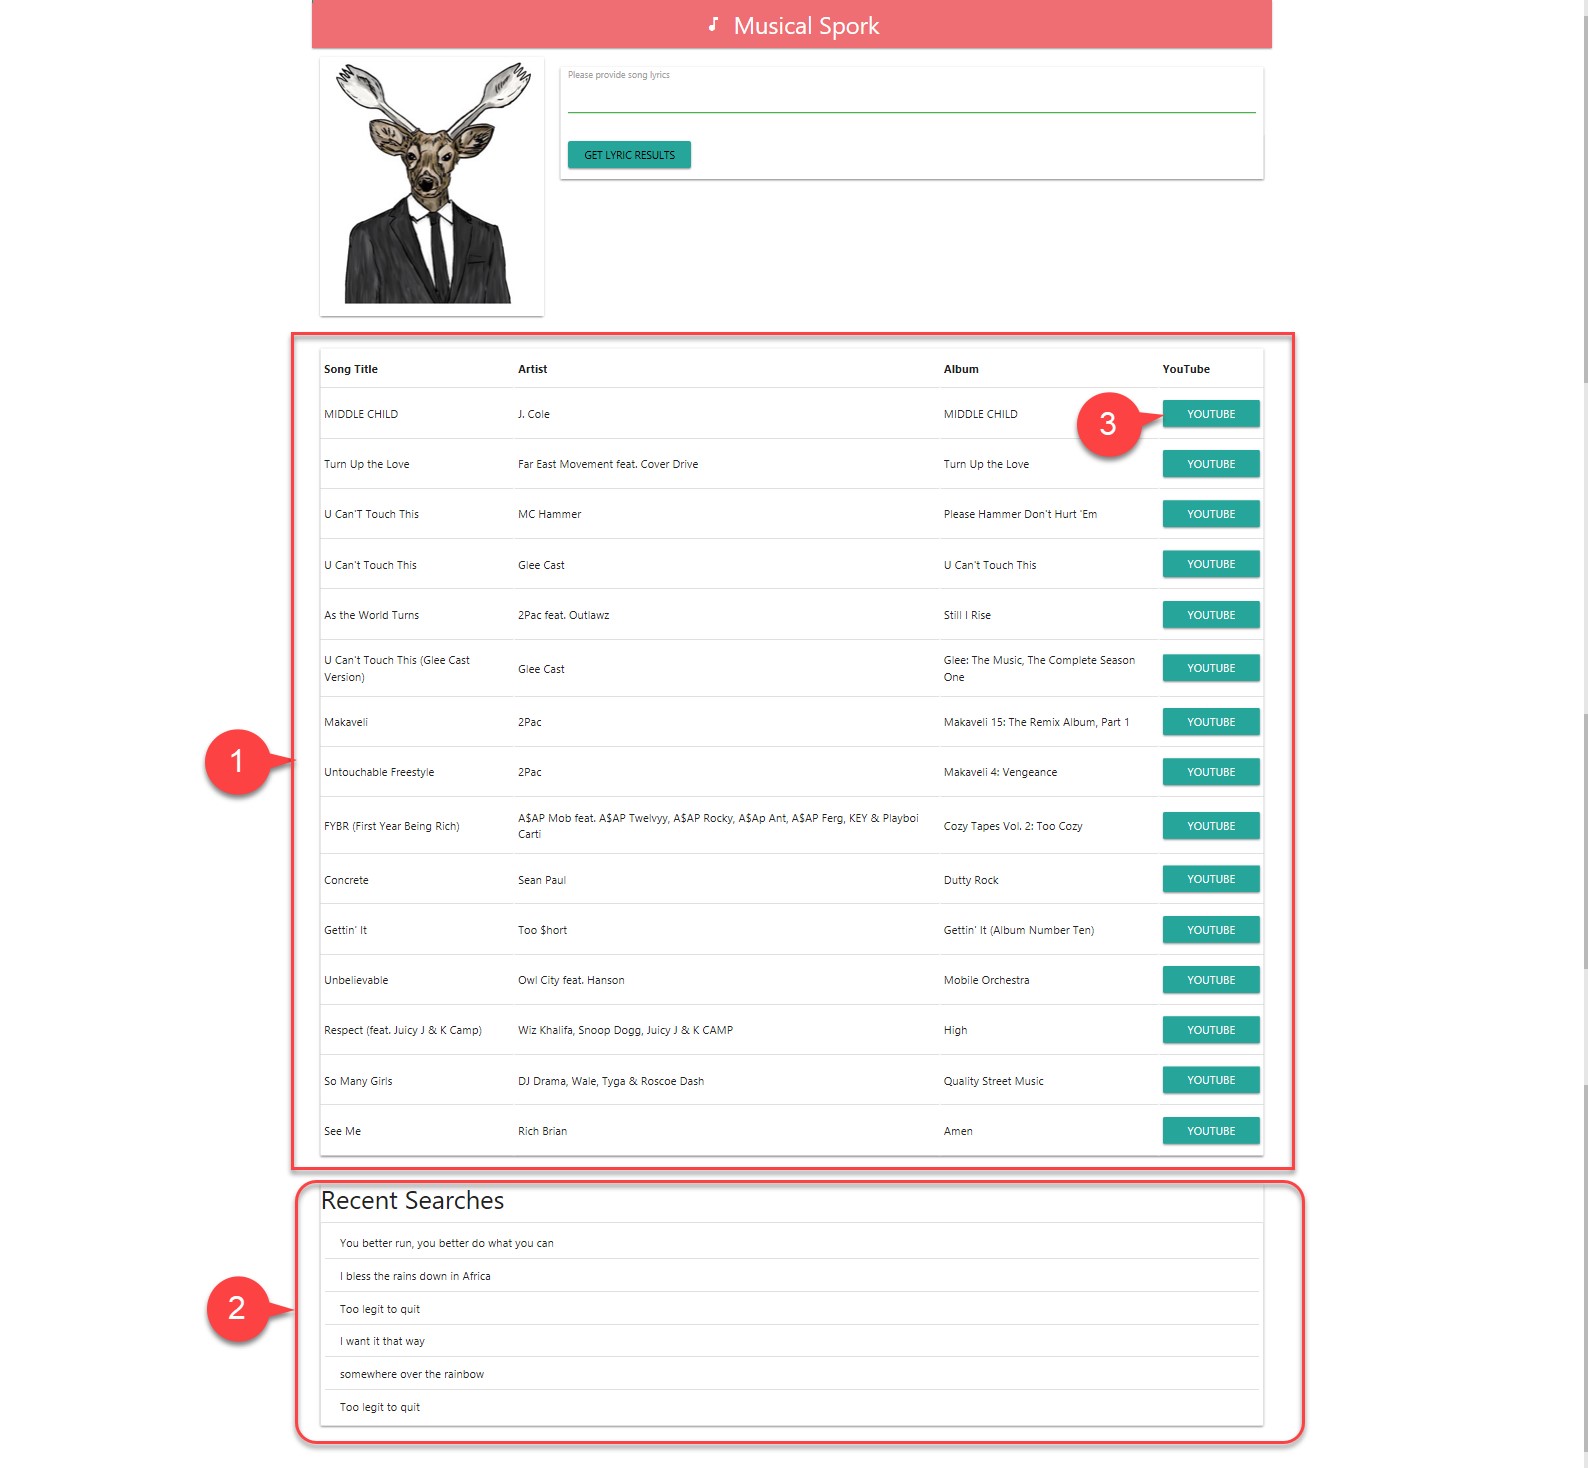 Musical Spork
Please provide song lyrics
GET LYRIC RESULTS
Song Title Artist Album YouTube
MIDDLE CHILD J. Cole MIDDLE CHILD 3 YOUTUBE
Turn Up the Love Far East Movement feat. Cover Drive Turn Up the Love YOUTUBE
U Can'T Touch This MC Hammer Please Hammer Don't Hurt 'Em YOUTUBE
U Can't Touch This Glee Cast U Can't Touch This YOUTUBE
As the World Turns 2Pac feat. Outlawz Still I Rise YOUTUBE
U Can't Touch This (Glee Cast
Version) Glee Cast Glee: The Music, The Complete Season
One YOUTUBE
Makaveli 2Pac Makaveli 15: The Remix Album, Part 1 YOUTUBE
1
Untouchable Freestyle 2Pac Makaveli 4: Vengeance YOUTUBE
FYBR (First Year Being Rich) A$AP Mob feat. A$AP Twelvyy, A$AP Rocky, A$Ap Ant, A$AP Ferg, KEY & Playboi
Carti Cozy Tapes Vol. 2: Too Cozy YOUTUBE
Concrete Sean Paul Dutty Rock YOUTUBE
Gettin' It Too $hort Gettin' It (Album Number Ten) YOUTUBE
Unbelievable Owl City feat. Hanson Mobile Orchestra YOUTUBE
Respect (feat. Juicy J & K Camp) Wiz Khalifa, Snoop Dogg, Juicy J & K CAMP High YOUTUBE
So Many Girls DJ Drama, Wale, Tyga & Roscoe Dash Quality Street Music YOUTUBE
See Me Rich Brian Amen YOUTUBE
Recent Searches
You better run, you better do what you can
I bless the rains down in Africa
2
Too legit to quit
I want it that way
somewhere over the rainbow
Too legit to quit